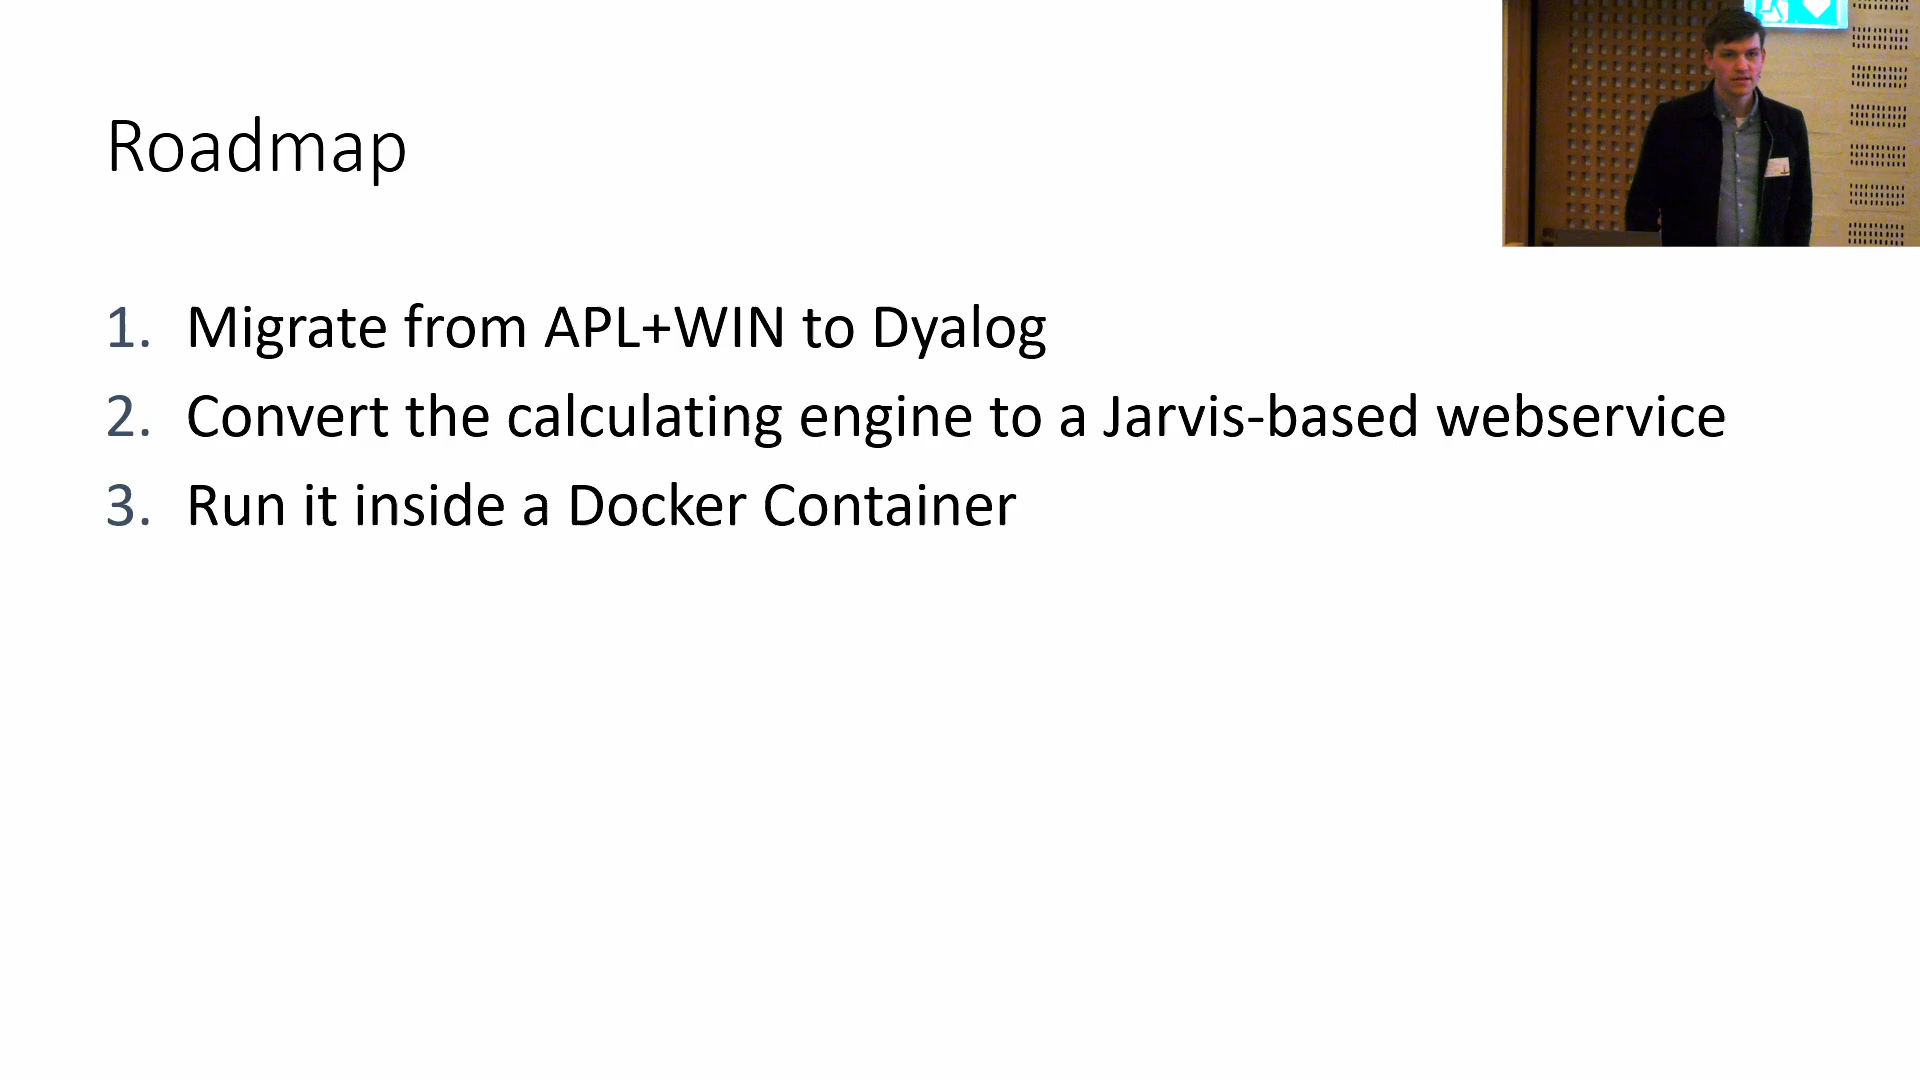 Roadmap
1. Migrate from APL+WIN to Dyalog
2. Convert the calculating engine to a Jarvis-based webservice
3. Run it inside a Docker Container